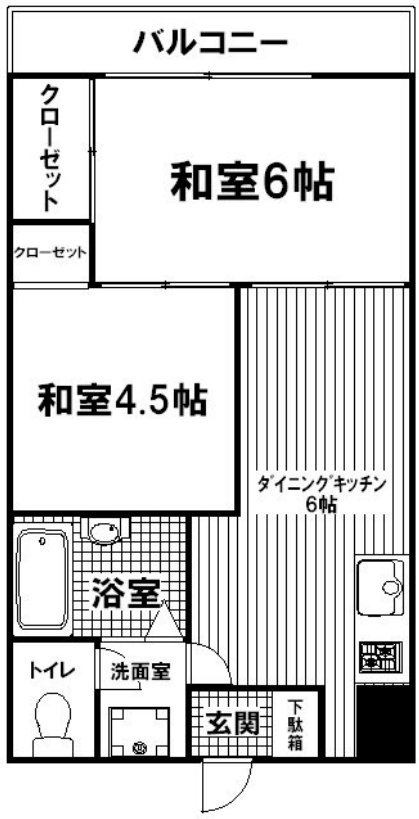 バルコニー
クローゼット
和室6帖
クローゼット
和室4.5帖
ダイニングキッチン
6帖
浴室
トイレ
洗面室
玄関
下駄箱